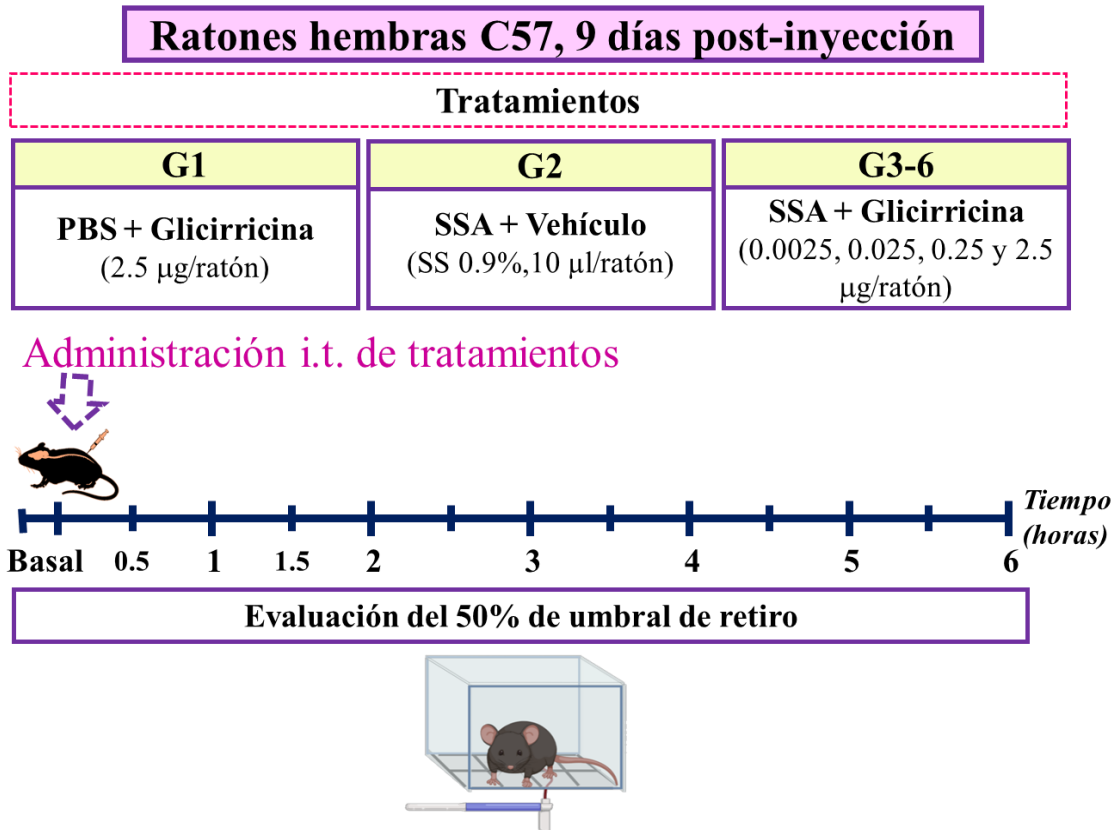 Ratones hembras C57, 9 días post-inyección
Tratamientos
G1
PBS + Glicirricina
(2.5 μg/ratón)
G2
SSA + Vehículo
(SS 0.9%,10 μl/ratón)
G3-6
SSA + Glicirricina
(0.0025, 0.025, 0.25 y 2.5
μg/ratón)
Administración i.t. de tratamientos
Tiempo
(horas)
Basal 0.5 1 1.5 2 3 4 5 6
Evaluación del 50% de umbral de retiro